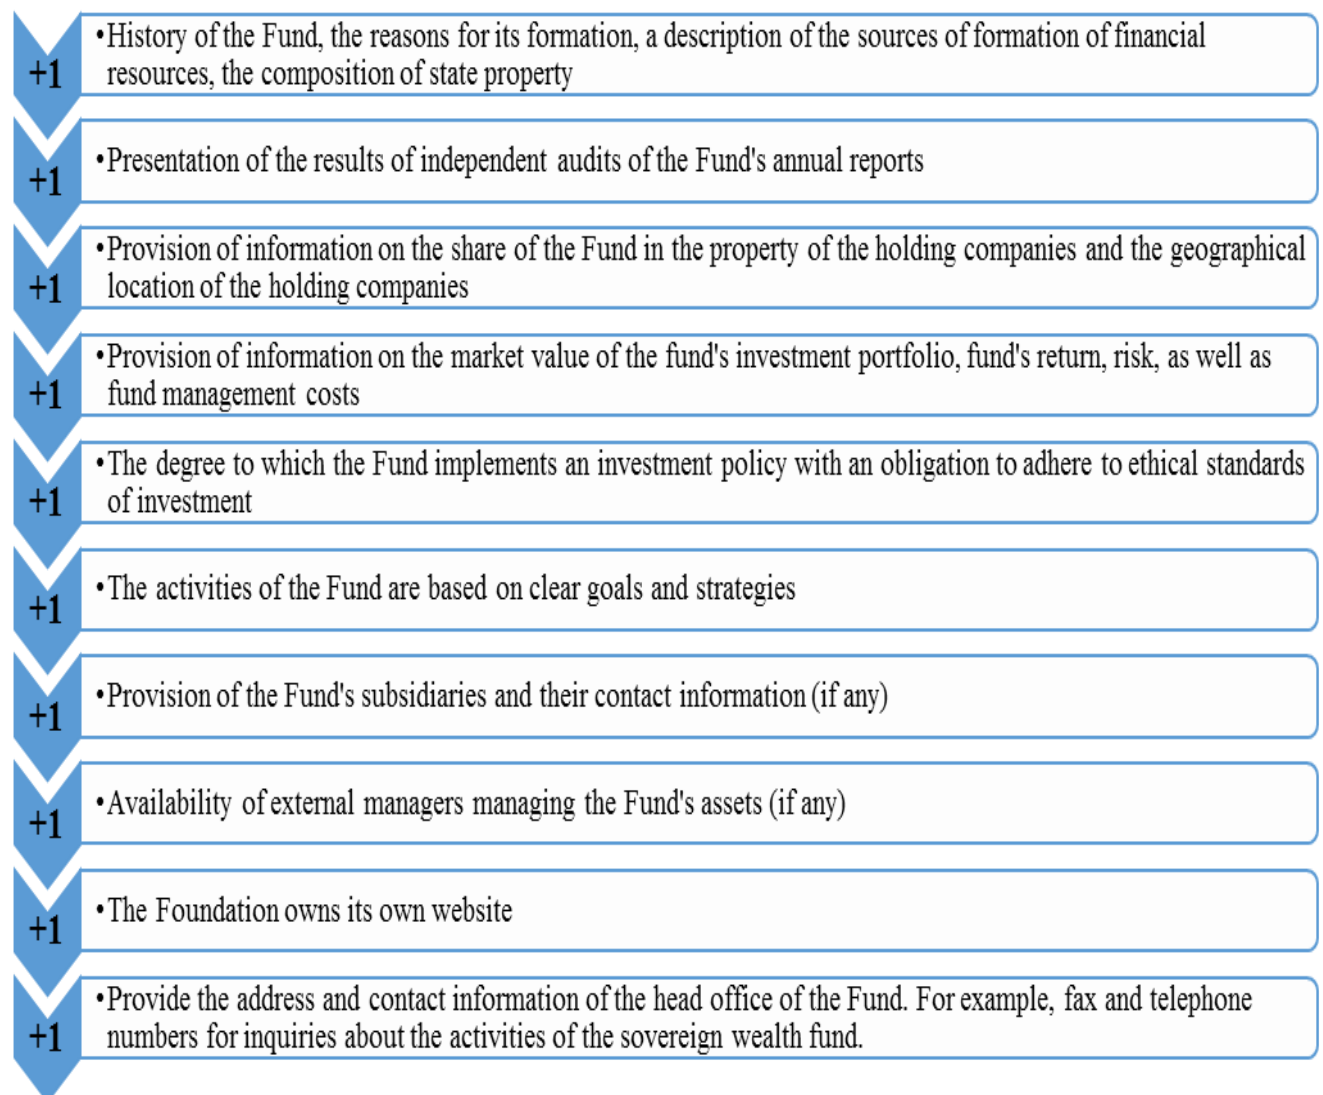 +1
•History of the Fund, the reasons for its formation, a description of the sources of formation of financial
resources, the composition of state property
+1
•Presentation of the results of independent audits of the Fund's annual reports
+1
•Provision of information on the share of the Fund in the property of the holding companies and the geographical
location of the holding companies
+1
•Provision of information on the market value of the fund's investment portfolio, fund's return, risk, as well as
fund management costs
+1
•The degree to which the Fund implements an investment policy with an obligation to adhere to ethical standards
of investment
+1
•The activities of the Fund are based on clear goals and strategies
+1
•Provision of the Fund's subsidiaries and their contact information (if any)
+1
•Availability of external managers managing the Fund's assets (if any)
+1
•The Foundation owns its own website
+1
•Provide the address and contact information of the head office of the Fund. For example, fax and telephone
numbers for inquiries about the activities of the sovereign wealth fund.